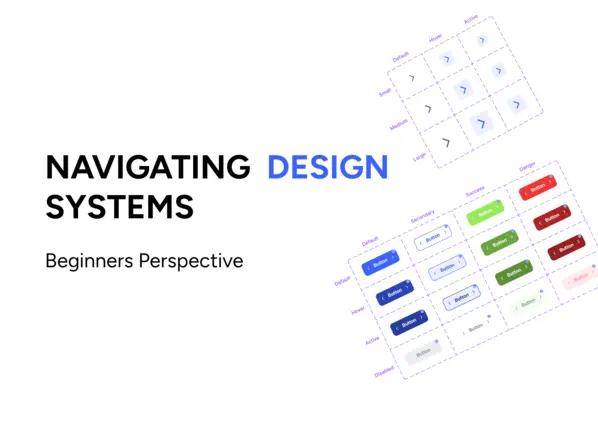 NAVIGATING DESIGN
SYSTEMS
Beginners Perspective
Default Hover Active
Small
Medium
Large
Default Secondary Success Danger
Default Button Button Button Button
Hover Button Button Button Button
Active Button Button Button Button
Disabled Button Button Button Button